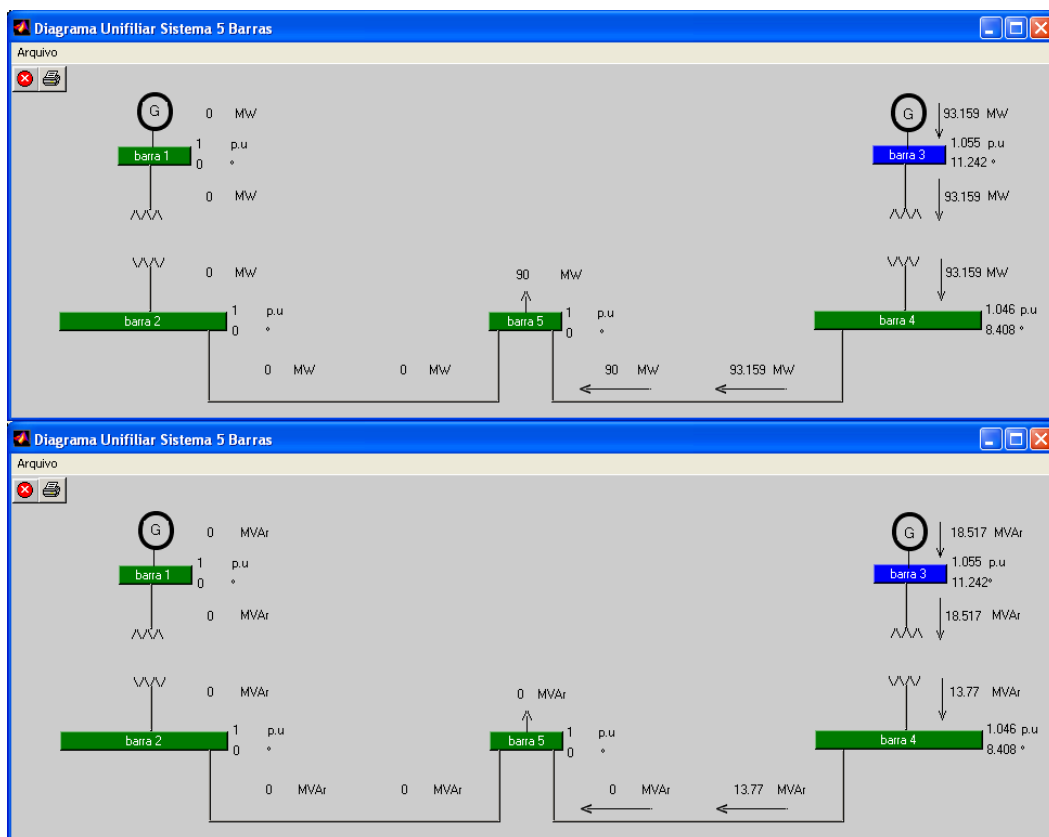 Diagrama Unifiliar Sistema 5 Barras
Arquivo
G 0 MW G 93.159 MW
barra 1 1 p.u barra 3 1.055 p.u
0 ° 11.242 °
0 MW 93.159 MW
0 MW 90 MW 93.159 MW
barra 2 1 p.u barra 5 1 p.u barra 4 1.046 p.u
0 ° 0 ° 8.408 °
0 MW 0 MW 90 MW 93.159 MW
Diagrama Unifiliar Sistema 5 Barras
Arquivo
G 0 MVAr G 18.517 MVAr
barra 1 1 p.u barra 3 1.055 p.u
0 ° 11.242°
0 MVAr 18.517 MVAr
0 MVAr 0 MVAr 13.77 MVAr
barra 2 1 p.u barra 5 1 p.u barra 4 1.046 p.u
0 ° 0 ° 8.408 °
0 MVAr 0 MVAr 0 MVAr 13.77 MVAr